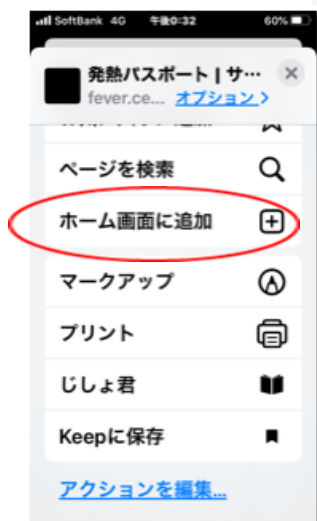 SoftBank 4G 午後0:32 60%
発熱パスポート | サ…
fever.ce… オプション >
ページを検索
ホーム画面に追加
マークアップ
プリント
じしょ君
Keepに保存
アクションを編集...